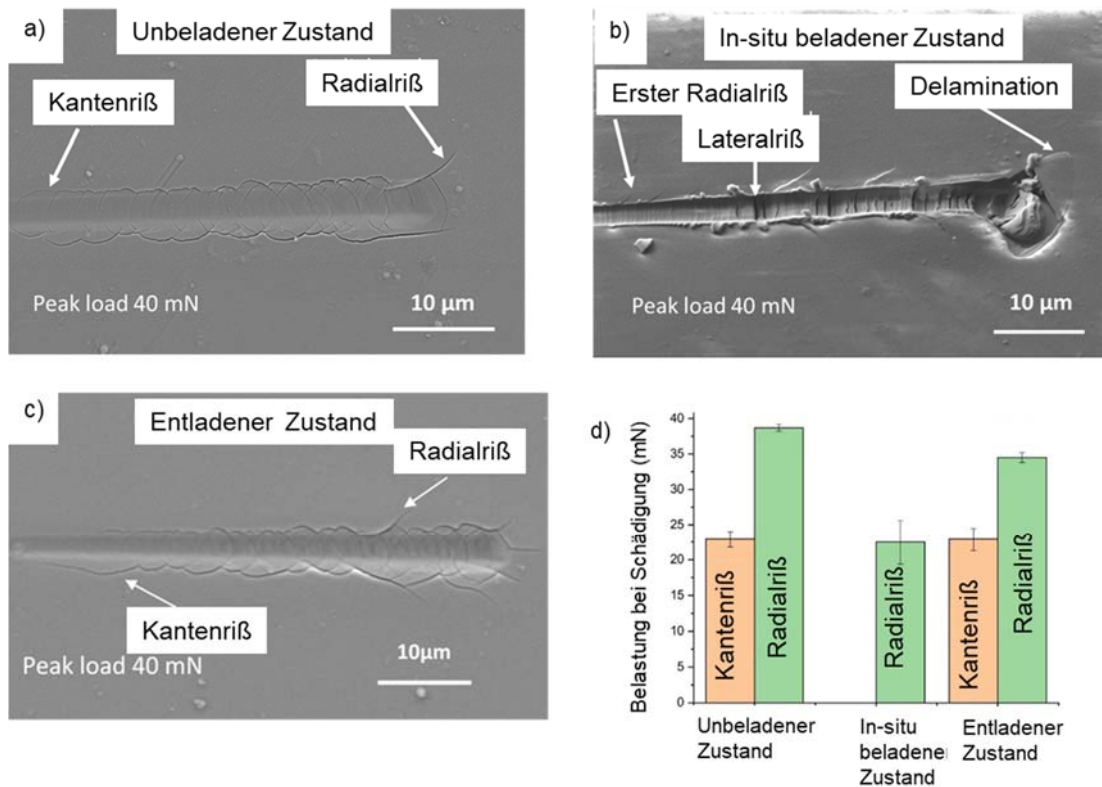 a)
Unbeladener Zustand
Radialriß
Kantenriß
Peak load 40 mN
10 µm
b)
In-situ beladener Zustand
Erster Radialriß
Delamination
Lateralriß
Peak load 40 mN
10 µm
c)
Entladener  Zustand
Radialriß
Kantenriß
Peak load 40 mN
10µm
d)
Belastung bei Schädigung (mN)
40
35
30
25
20
15
10
5
0
Kantenriß
Radialriß
Radialriß
Kantenriß
Radialriß
Unbeladener
Zustand
In-situ
beladene
Zustand
Entladener
Zustand